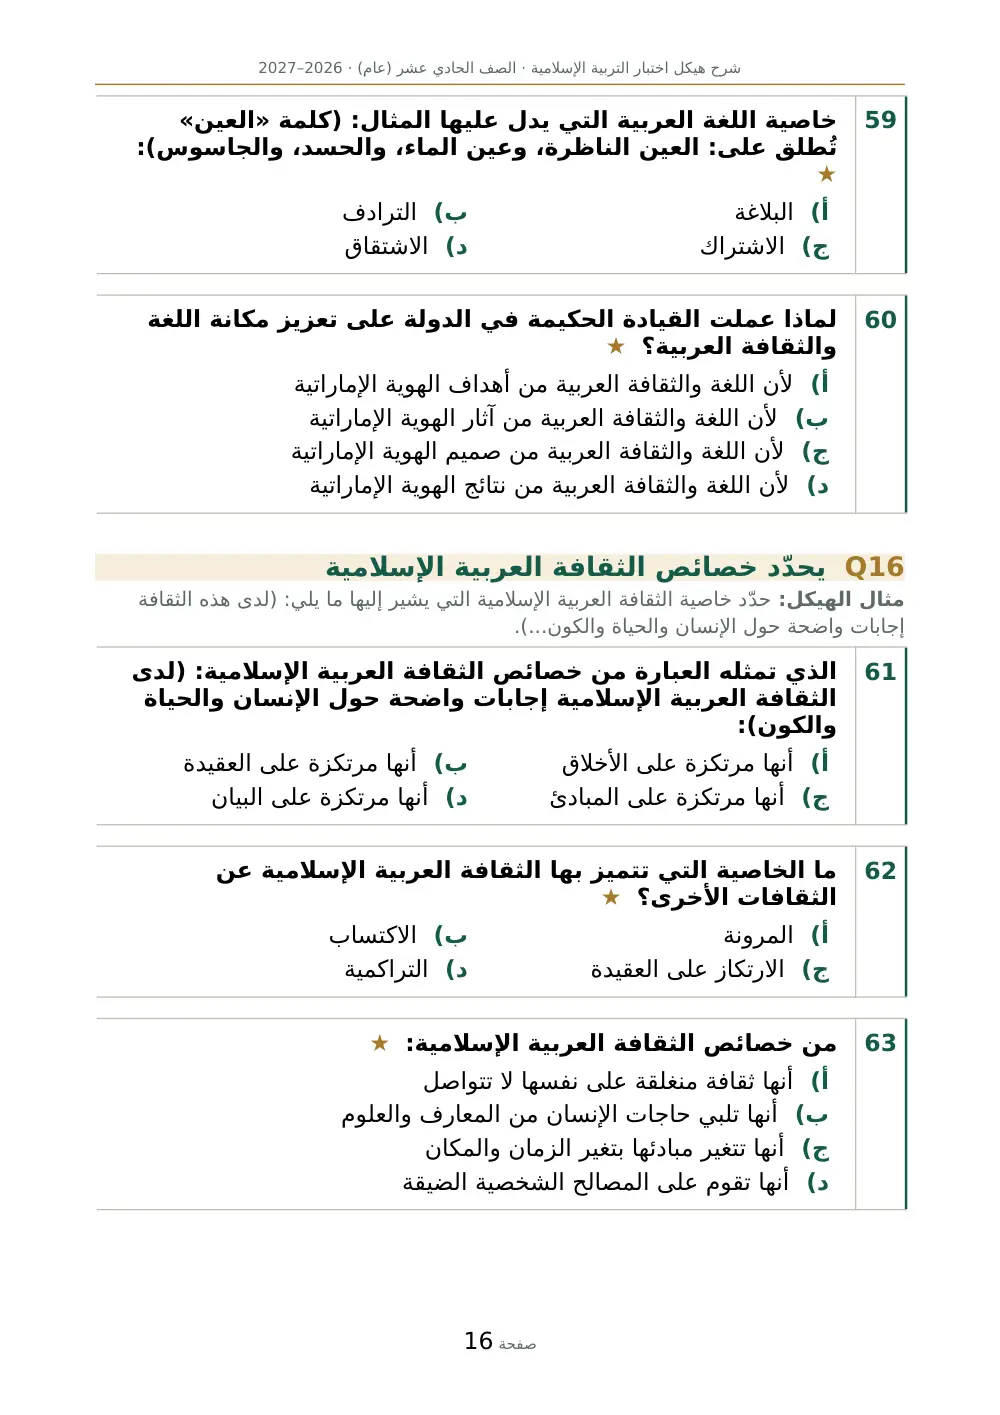 شرح هيكل اختبار التربية الإسلامية · الصف الحادي عشر (عام) · 2026–2027
59
خاصية اللغة العربية التي يدل عليها المثال: (كلمة «العين»
تُطلق على: العين الناظرة، وعين الماء، والحسد، والجاسوس):
★
أ) البلاغة
ب) الترادف
ج) الاشتراك
د) الاشتقاق
60
لماذا عملت القيادة الحكيمة في الدولة على تعزيز مكانة اللغة
والثقافة العربية؟ ★
أ) لأن اللغة والثقافة العربية من أهداف الهوية الإماراتية
ب) لأن اللغة والثقافة العربية من آثار الهوية الإماراتية
ج) لأن اللغة والثقافة العربية من صميم الهوية الإماراتية
د) لأن اللغة والثقافة العربية من نتائج الهوية الإماراتية
Q16 يحدّد خصائص الثقافة العربية الإسلامية
مثال الهيكل: حدّد خاصية الثقافة العربية الإسلامية التي يشير إليها ما يلي: (لدى هذه الثقافة
إجابات واضحة حول الإنسان والحياة والكون...).
61
الذي تمثله العبارة من خصائص الثقافة العربية الإسلامية: (لدى
الثقافة العربية الإسلامية إجابات واضحة حول الإنسان والحياة
والكون):
أ) أنها مرتكزة على الأخلاق
ب) أنها مرتكزة على العقيدة
ج) أنها مرتكزة على المبادئ
د) أنها مرتكزة على البيان
62
ما الخاصية التي تتميز بها الثقافة العربية الإسلامية عن
الثقافات الأخرى؟ ★
أ) المرونة
ب) الاكتساب
ج) الارتكاز على العقيدة
د) التراكمية
63
من خصائص الثقافة العربية الإسلامية: ★
أ) أنها ثقافة منغلقة على نفسها لا تتواصل
ب) أنها تلبي حاجات الإنسان من المعارف والعلوم
ج) أنها تتغير مبادئها بتغير الزمان والمكان
د) أنها تقوم على المصالح الشخصية الضيقة
صفحة 16